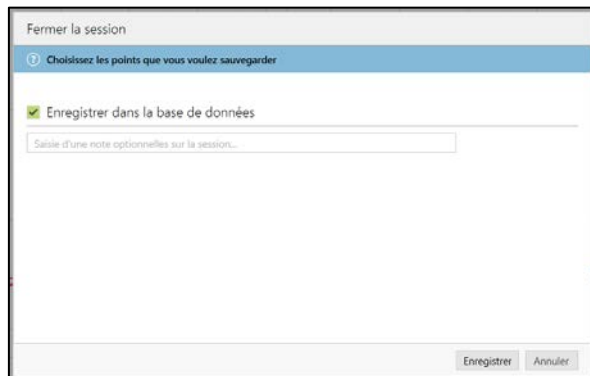 Fermer la session
Choisissez les points que vous voulez sauvegarder
Enregistrer dans la base de données
Saisie d'une note optionnelles sur la session...
Enregistrer Annuler